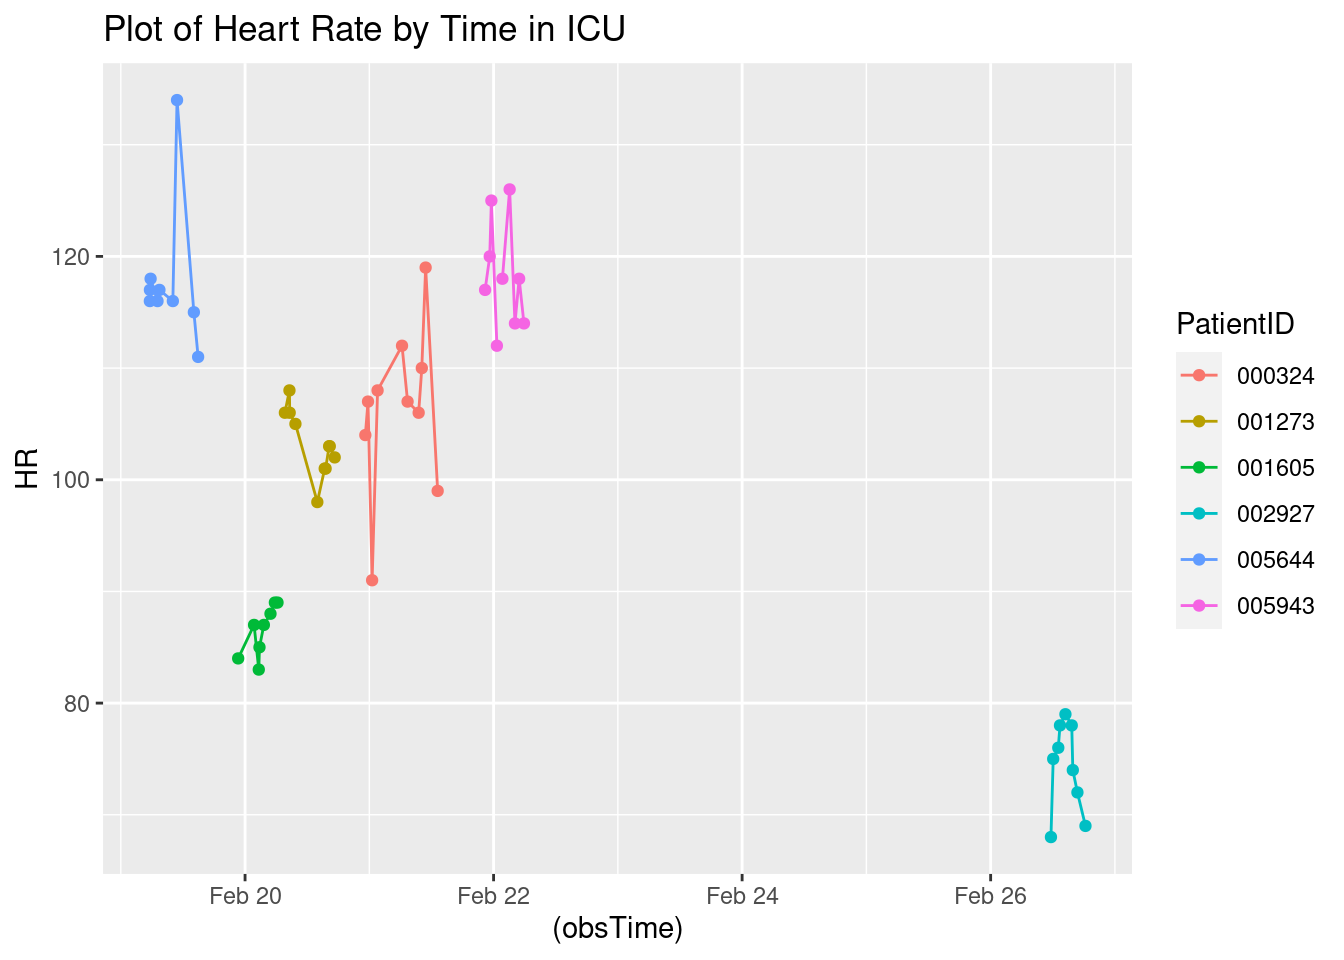 Plot of Heart Rate by Time in ICU
120
100
80
HR
Feb 20
Feb 22
Feb 24
Feb 26
(obsTime)
PatientID
000324
001273
001605
002927
005644
005943